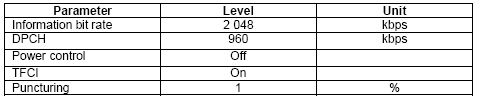 Parameter Level Unit
Information bit rate 2 048 kbps
DPCH 960 kbps
Power control Off
TFCI On
Puncturing 1 %